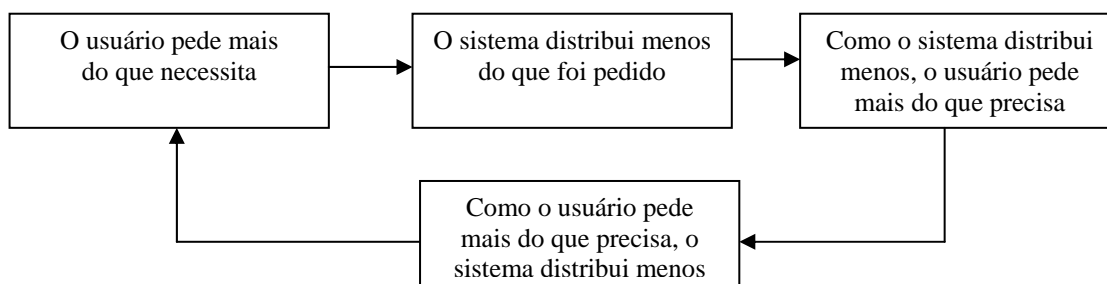 O usuário pede mais
do que necessita
O sistema distribui menos
do que foi pedido
Como o sistema distribui
menos, o usuário pede
mais do que precisa
Como o usuário pede
mais do que precisa, o
sistema distribui menos